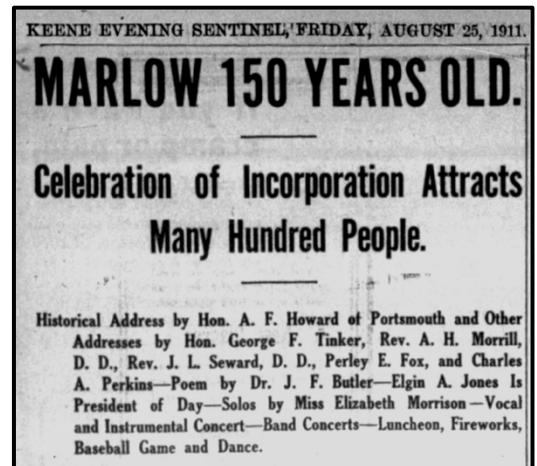 KEENE EVENING SENTINEL, FRIDAY, AUGUST 25, 1911.
MARLOW 150 YEARS OLD.
Celebration of Incorporation Attracts
Many Hundred People.
Historical Address by Hon. A. F. Howard of Portsmouth and Other
Addresses by Hon. George F. Tinker, Rev. A. H. Morrill,
D. D., Rev. J. L. Seward, D. D., Perley E. Fox, and Charles
A. Perkins—Poem by Dr. J. F. Butler—Elgin A. Jones Is
President of Day—Solos by Miss Elizabeth Morrison—Vocal
and Instrumental Concert—Band Concerts—Luncheon, Fireworks,
Baseball Game and Dance.